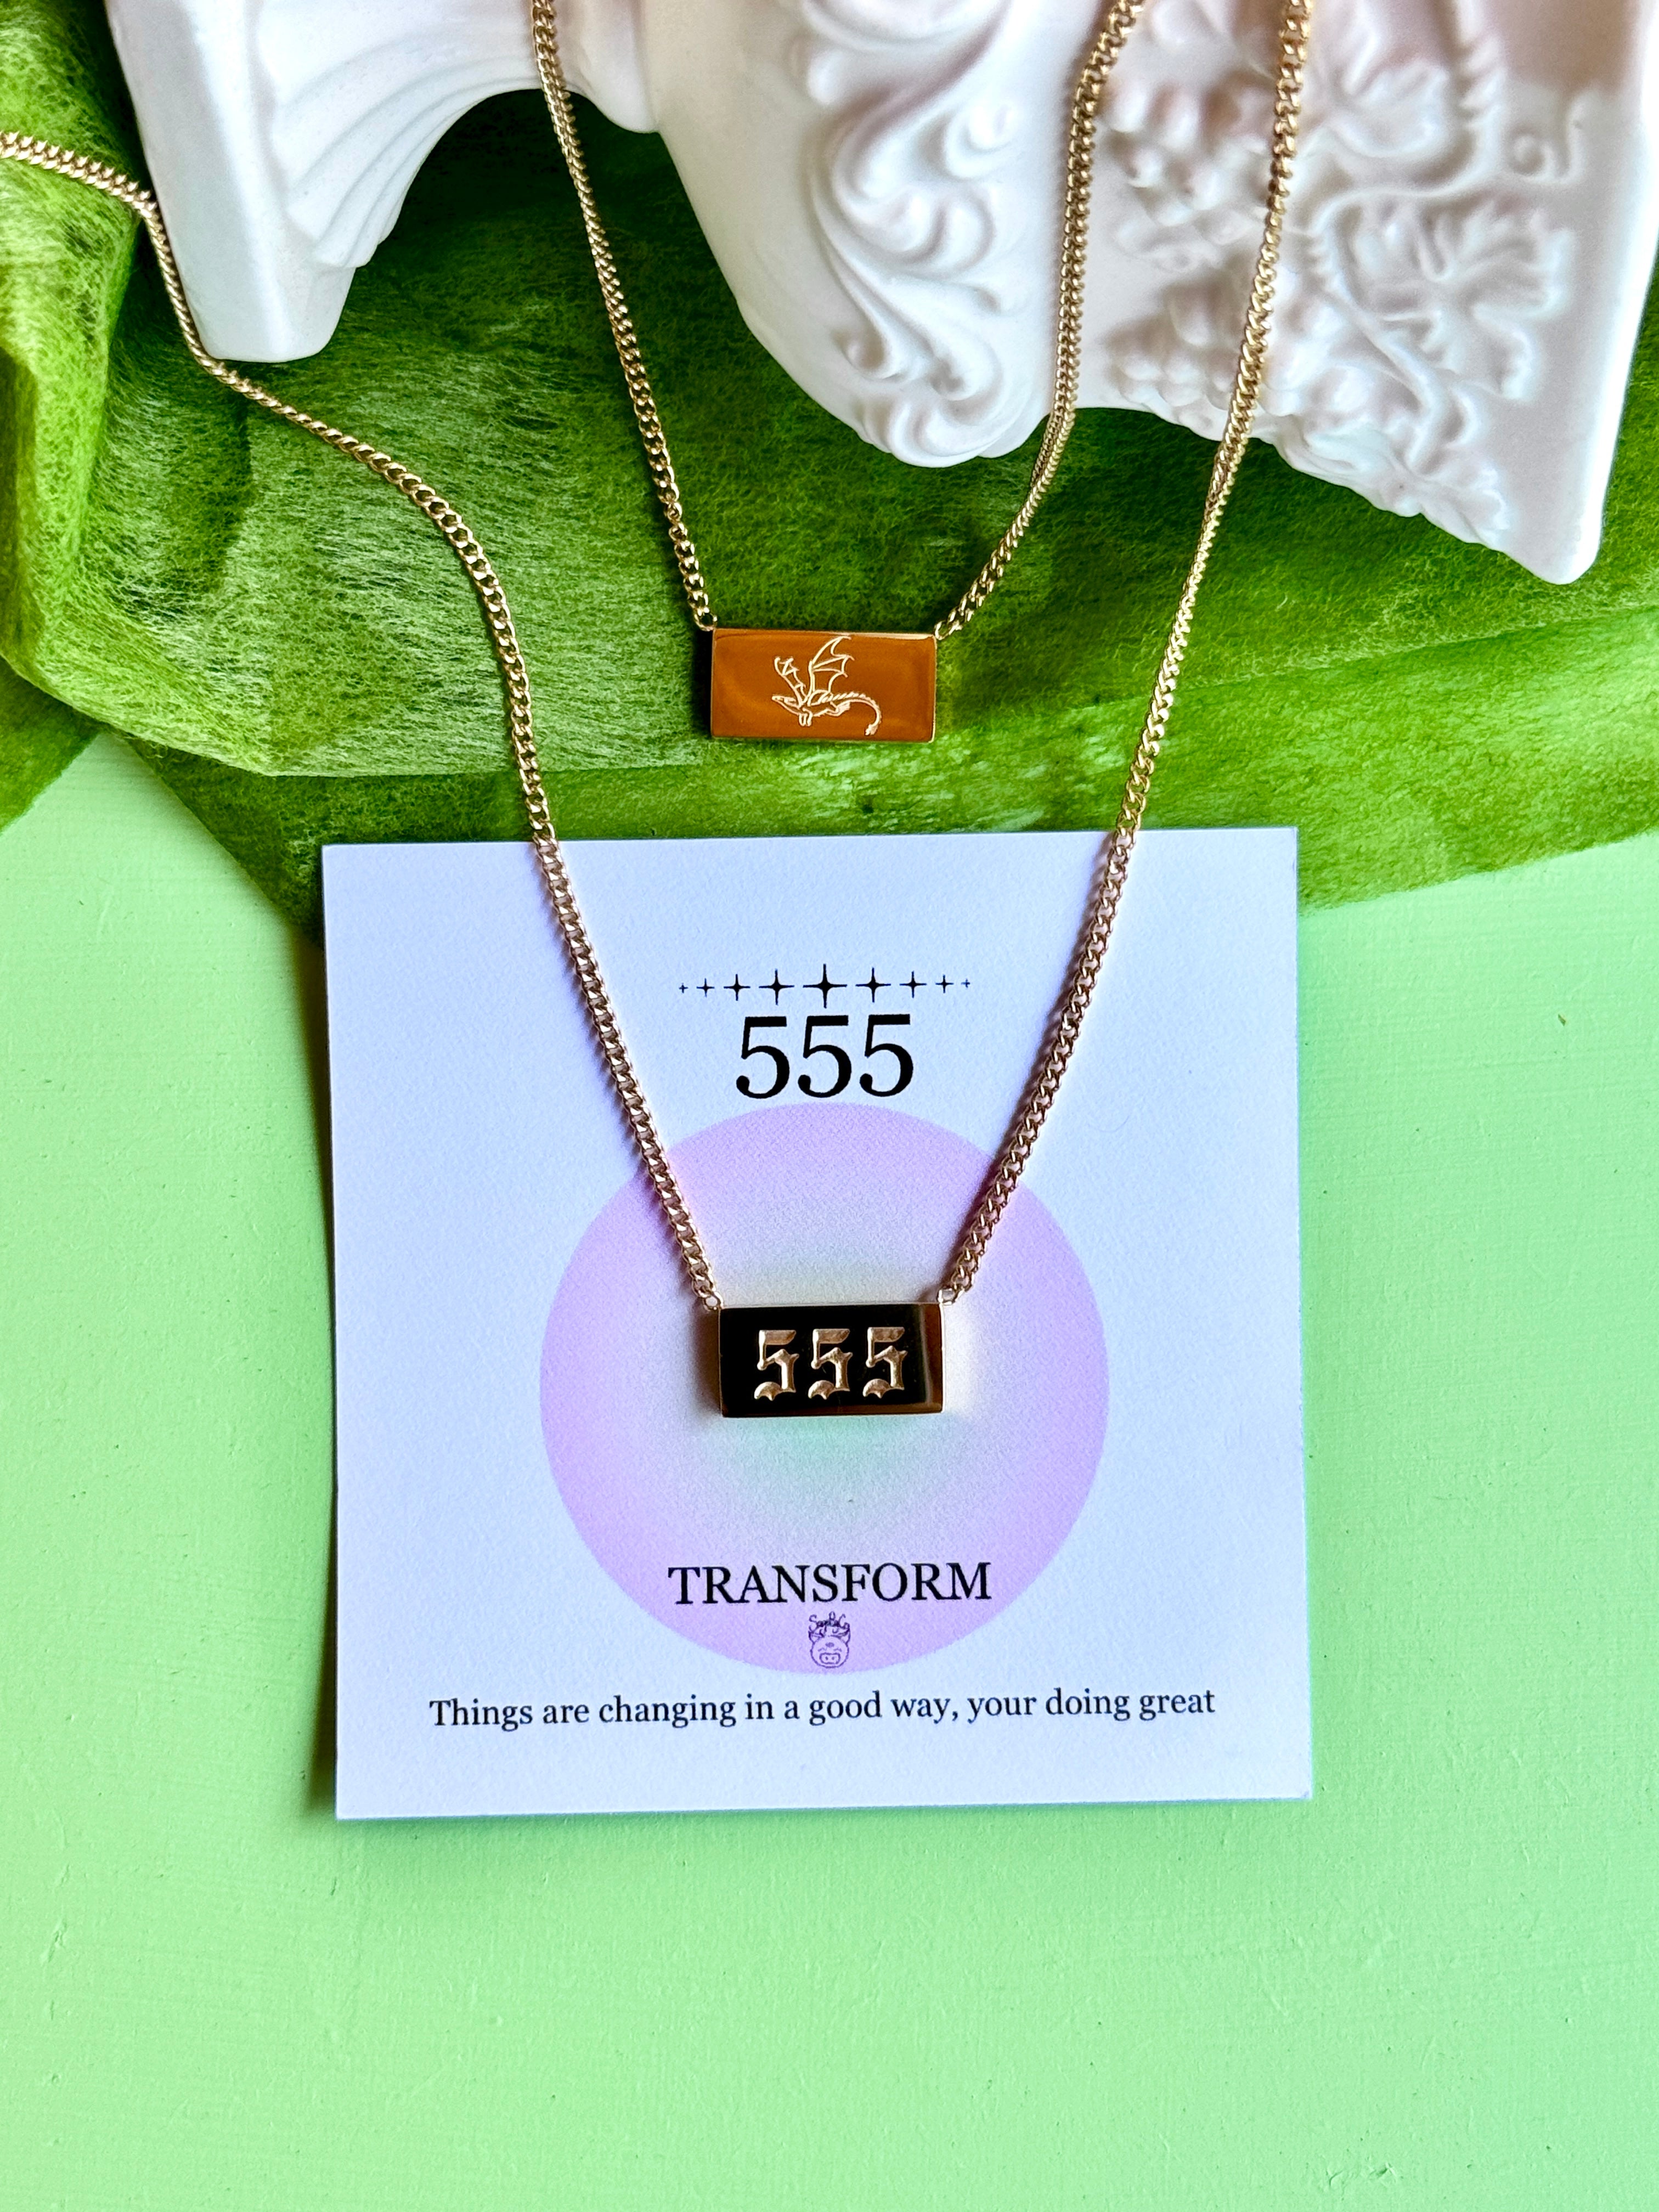 555
555
TRANSFORM
Things are changing in a good way, your doing great